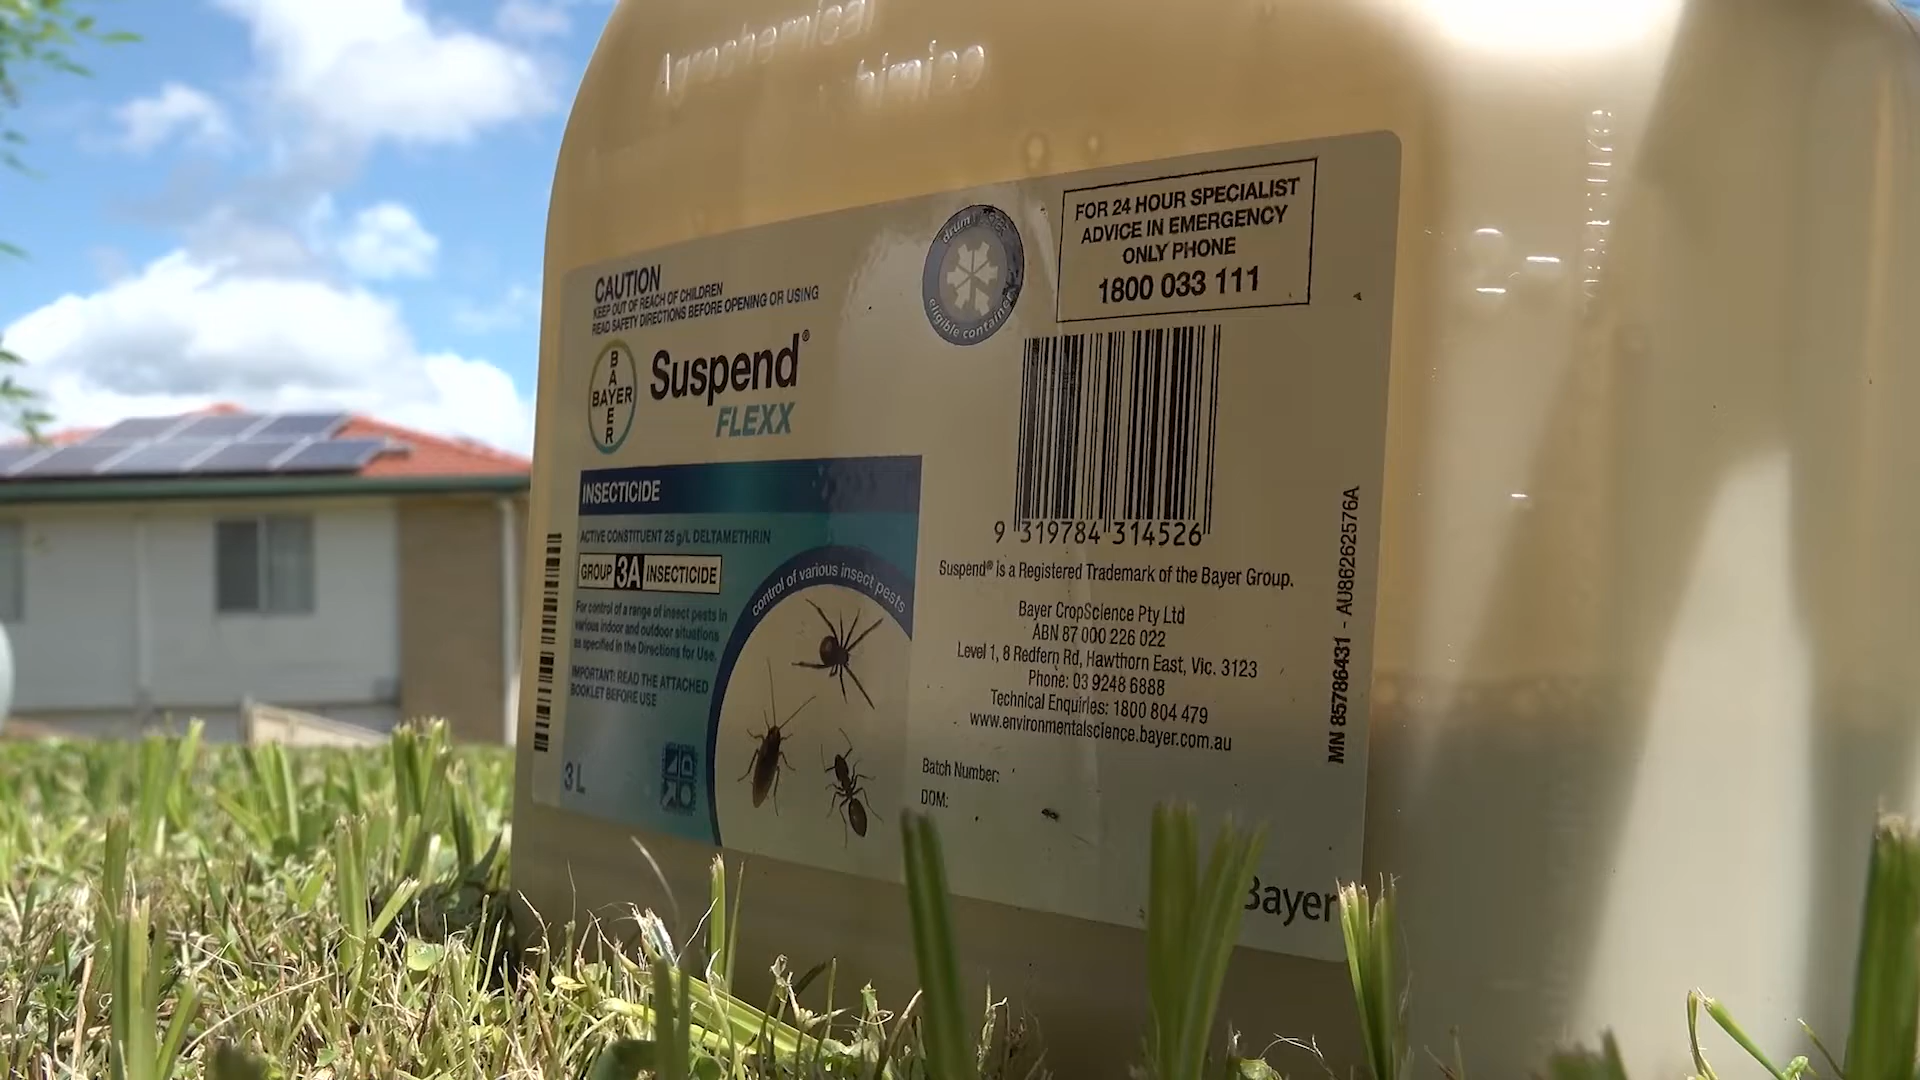 CAUTION
KEEP OUT OF REACH OF CHILDREN
READ SAFETY DIRECTIONS BEFORE OPENING OR USING
BAYER
BAYER
Suspend®
FLEXX
INSECTICIDE
ACTIVE CONSTITUENT 25 g/L DELTAMETHRIN
GROUP 3A INSECTICIDE
For control of a range of insect pests in
various indoor and outdoor situations
as specified in the Directions for Use.
IMPORTANT: READ THE ATTACHED
BOOKLET BEFORE USE
3 L
control of various insect pests
drum
eligible container
FOR 24 HOUR SPECIALIST
ADVICE IN EMERGENCY
ONLY PHONE
1800 033 111
9 319784 314526
Suspend® is a Registered Trademark of the Bayer Group.
Bayer CropScience Pty Ltd
ABN 87 000 226 022
Level 1, 8 Redfern Rd, Hawthorn East, Vic. 3123
Phone: 03 9248 6888
Technical Enquiries: 1800 804 479
www.environmentalscience.bayer.com.au
Batch Number:
DOM:
MN 85786431 - AU86262576A
Bayer